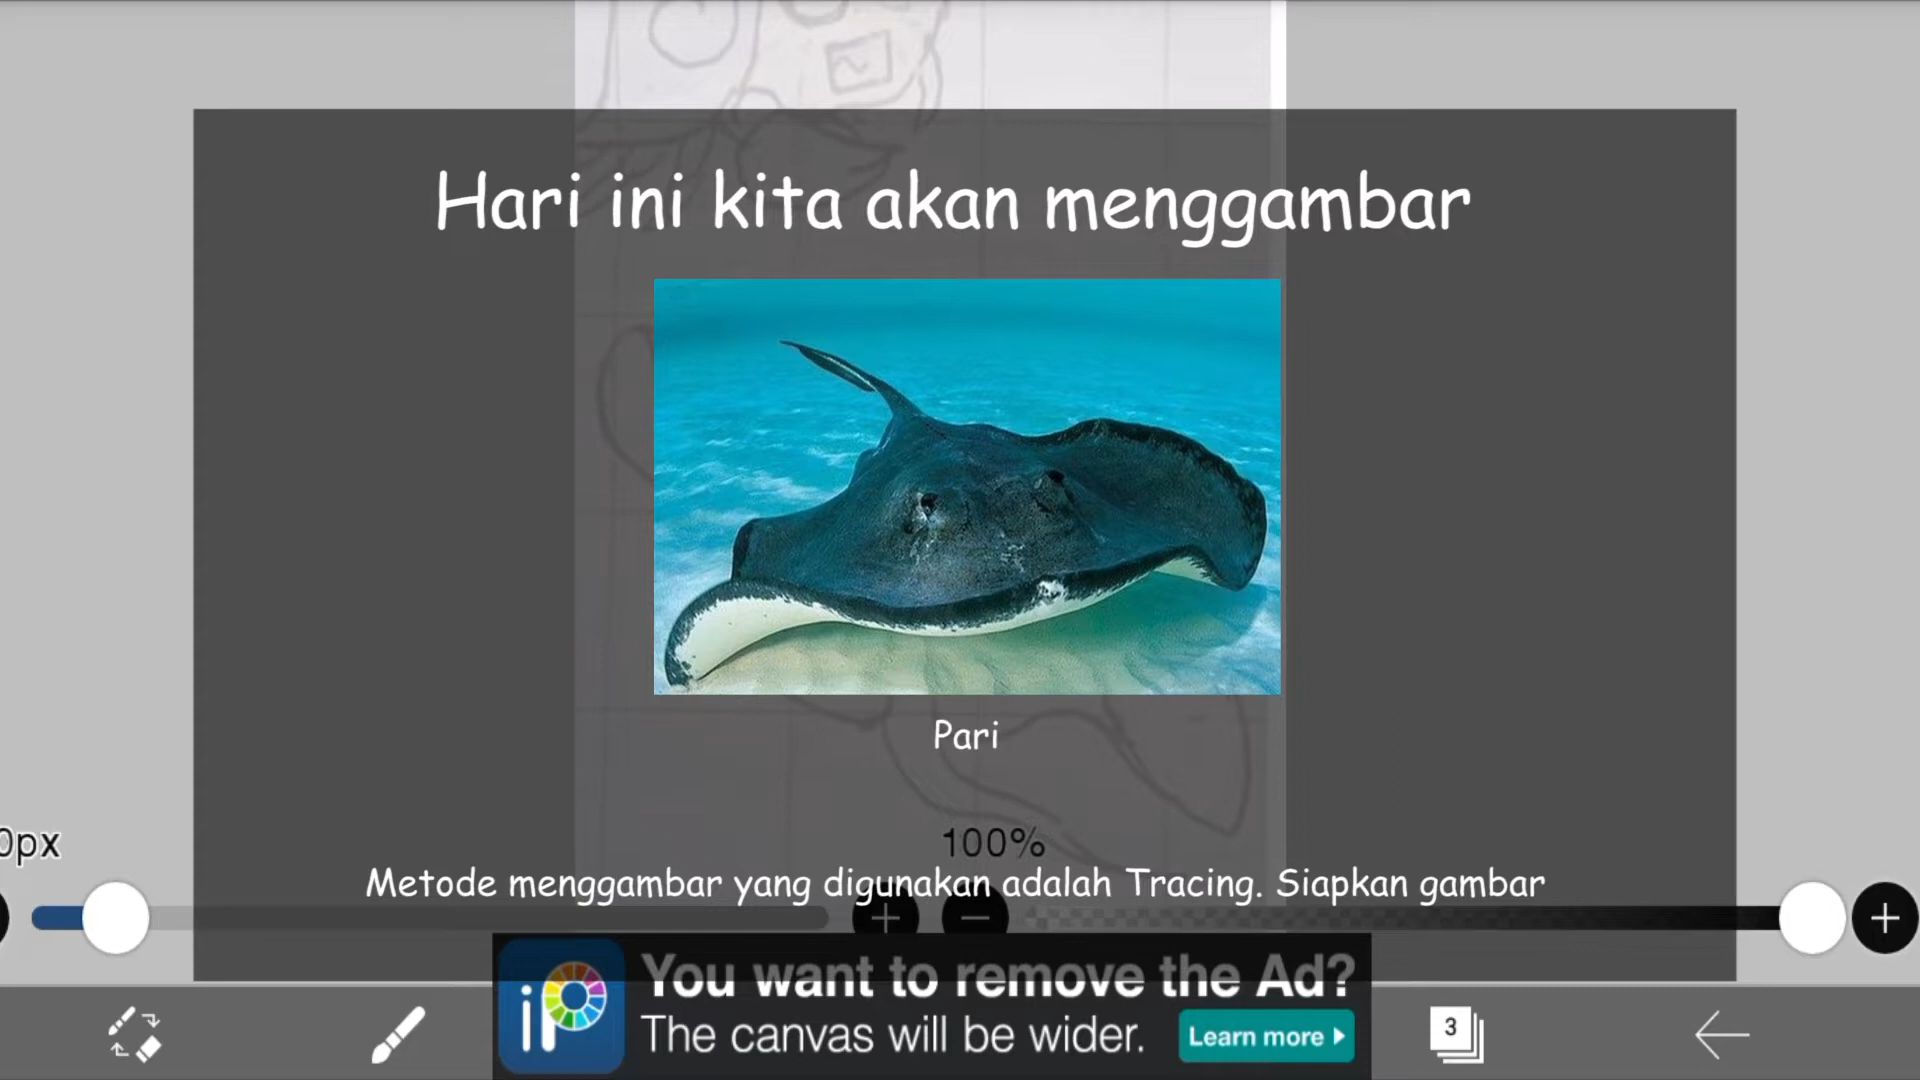 Hari ini kita akan menggambar
Pari
0px
100%
Metode menggambar yang digunakan adalah Tracing. Siapkan gambar
iP
You want to remove the Ad?
The canvas will be wider.
Learn more
3